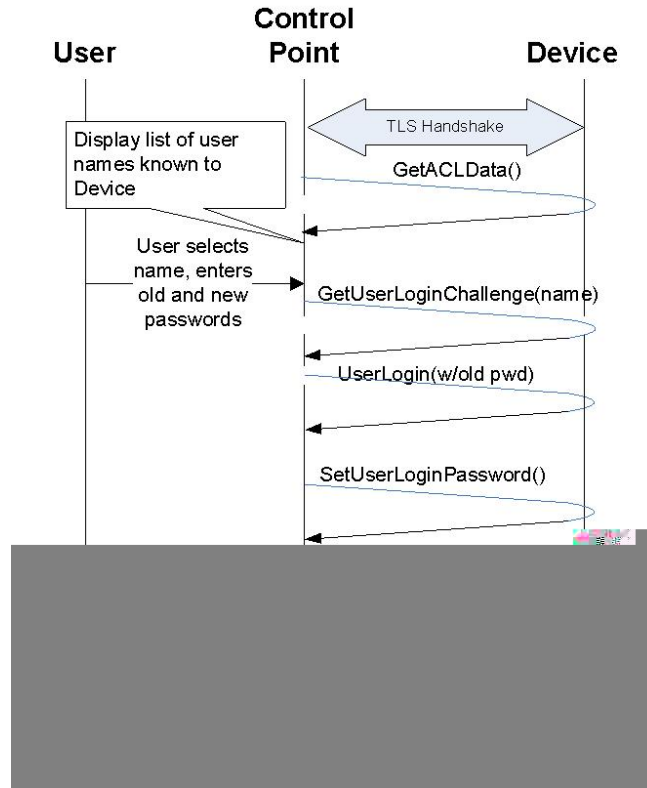 User
Control
Point
Device
TLS Handshake
Display list of user
names known to
Device
GetACLData()
User selects
name, enters
old and new
passwords
GetUserLoginChallenge(name)
UserLogin(w/old pwd)
SetUserLoginPassword()